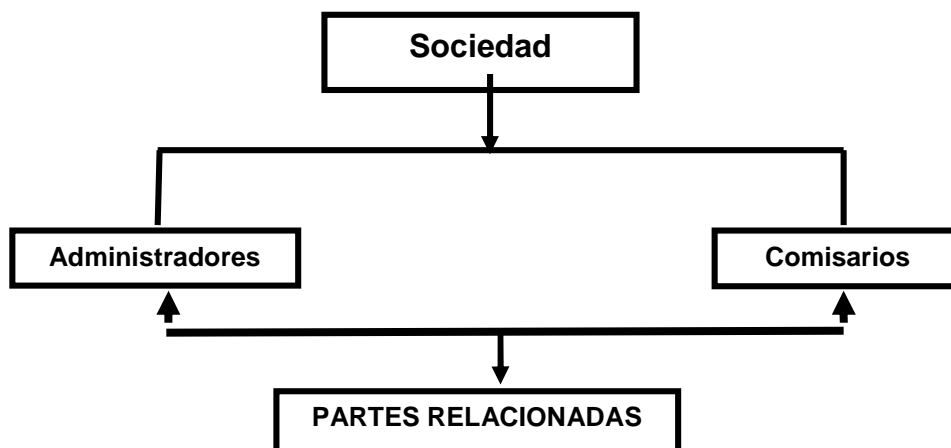 Sociedad
Administradores
Comisarios
PARTES RELACIONADAS